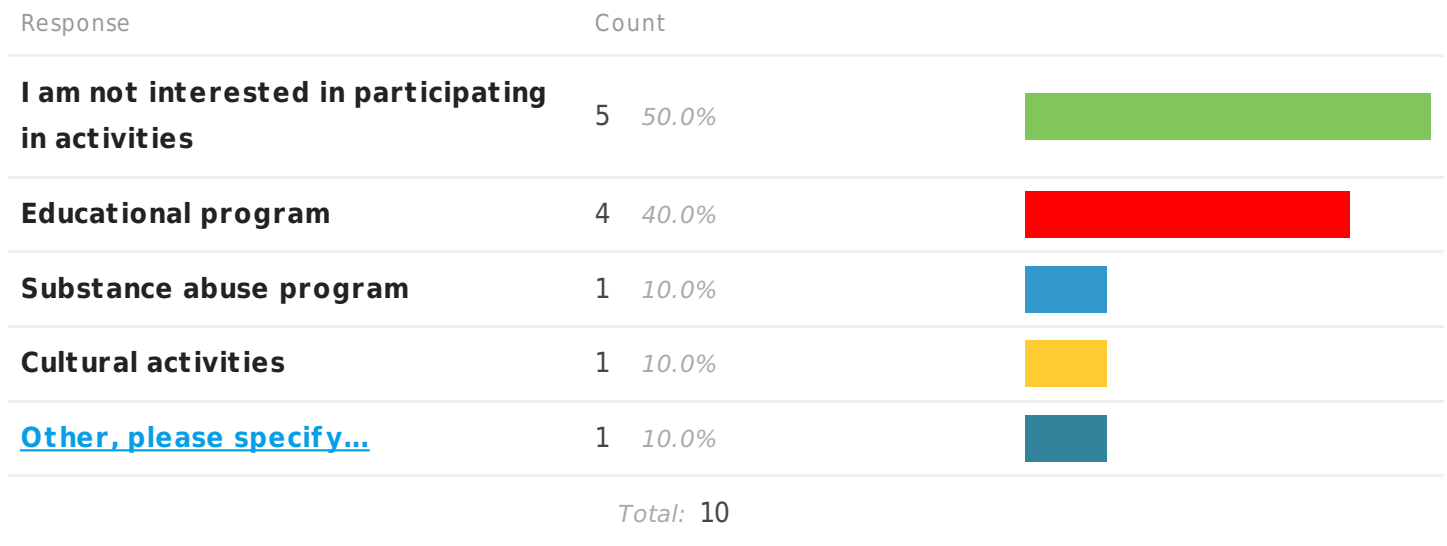 Response Count
I am not interested in participating
in activities
5 50.0%
Educational program 4 40.0%
Substance abuse program 1 10.0%
Cultural activities 1 10.0%
Other, please specify... 1 10.0%
Total: 10